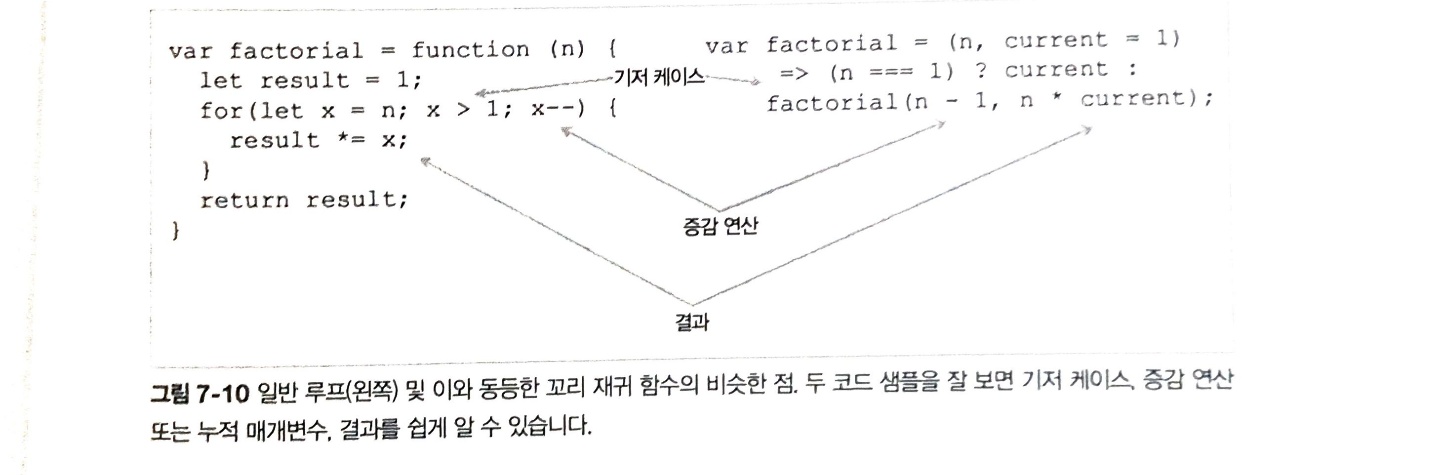 var factorial = function (n) {
  let result = 1;
  for(let x = n; x > 1; x--) {
    result *= x;
  }
  return result;
}
기저 케이스
var factorial = (n, current = 1)
     => (n === 1) ? current :
    factorial(n - 1, n * current);
증감 연산
결과
그림 7-10 일반 루프(왼쪽) 및 이와 동등한 꼬리 재귀 함수의 비슷한 점. 두 코드 샘플을 잘 보면 기저 케이스, 증감 연산
또는 누적 매개변수, 결과를 쉽게 알 수 있습니다.